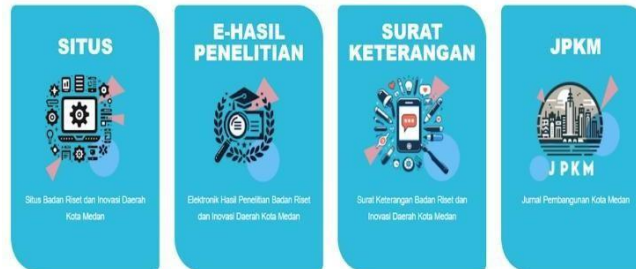 SITUS
Situs Badan Riset dan Inovasi Daerah
Kota Medan
E-HASIL
PENELITIAN
Elektronik Hasil Penelitian Badan Riset
dan Inovasi Daerah Kota Medan
SURAT
KETERANGAN
Surat Keterangan Badan Riset dan
Inovasi Daerah Kota Medan
JPKM
JPKM
Jurnal Pembangunan Kota Medan